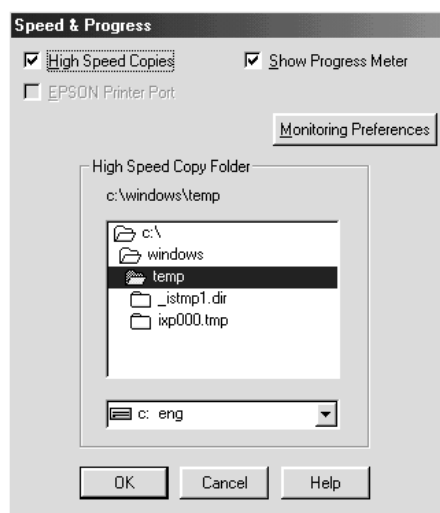 Speed & Progress
High Speed Copies
Show Progress Meter
EPSON Printer Port
Monitoring Preferences
High Speed Copy Folder
c:\windows\temp
c:\
windows
temp
_istmp1.dir
ixp000.tmp
c: eng
OK
Cancel
Help